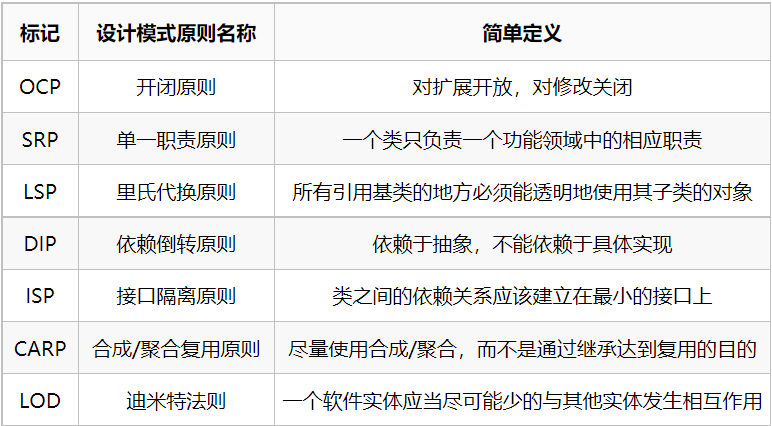 标记 设计模式原则名称 简单定义
OCP 开闭原则 对扩展开放，对修改关闭
SRP 单一职责原则 一个类只负责一个功能领域中的相应职责
LSP 里氏代换原则 所有引用基类的地方必须能透明地使用其子类的对象
DIP 依赖倒转原则 依赖于抽象，不能依赖于具体实现
ISP 接口隔离原则 类之间的依赖关系应该建立在最小的接口上
CARP 合成/聚合复用原则 尽量使用合成/聚合，而不是通过继承达到复用的目的
LOD 迪米特法则 一个软件实体应当尽可能少的与其他实体发生相互作用